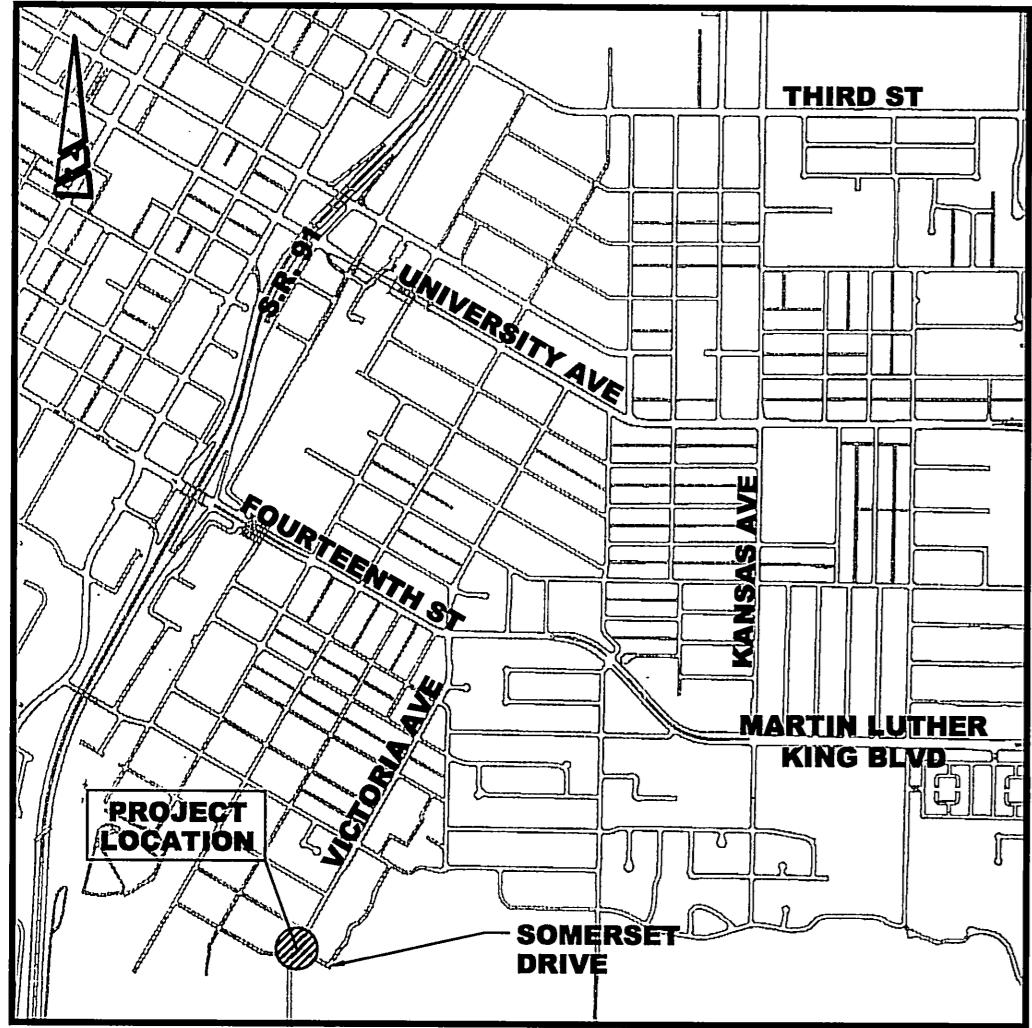 THIRD ST
S.R. 91
UNIVERSITY AVE
FOURTEENTH ST
KANSAS AVE
VICTORIA AVE
MARTIN LUTHER
KING BLVD
PROJECT
LOCATION
SOMERSET
DRIVE